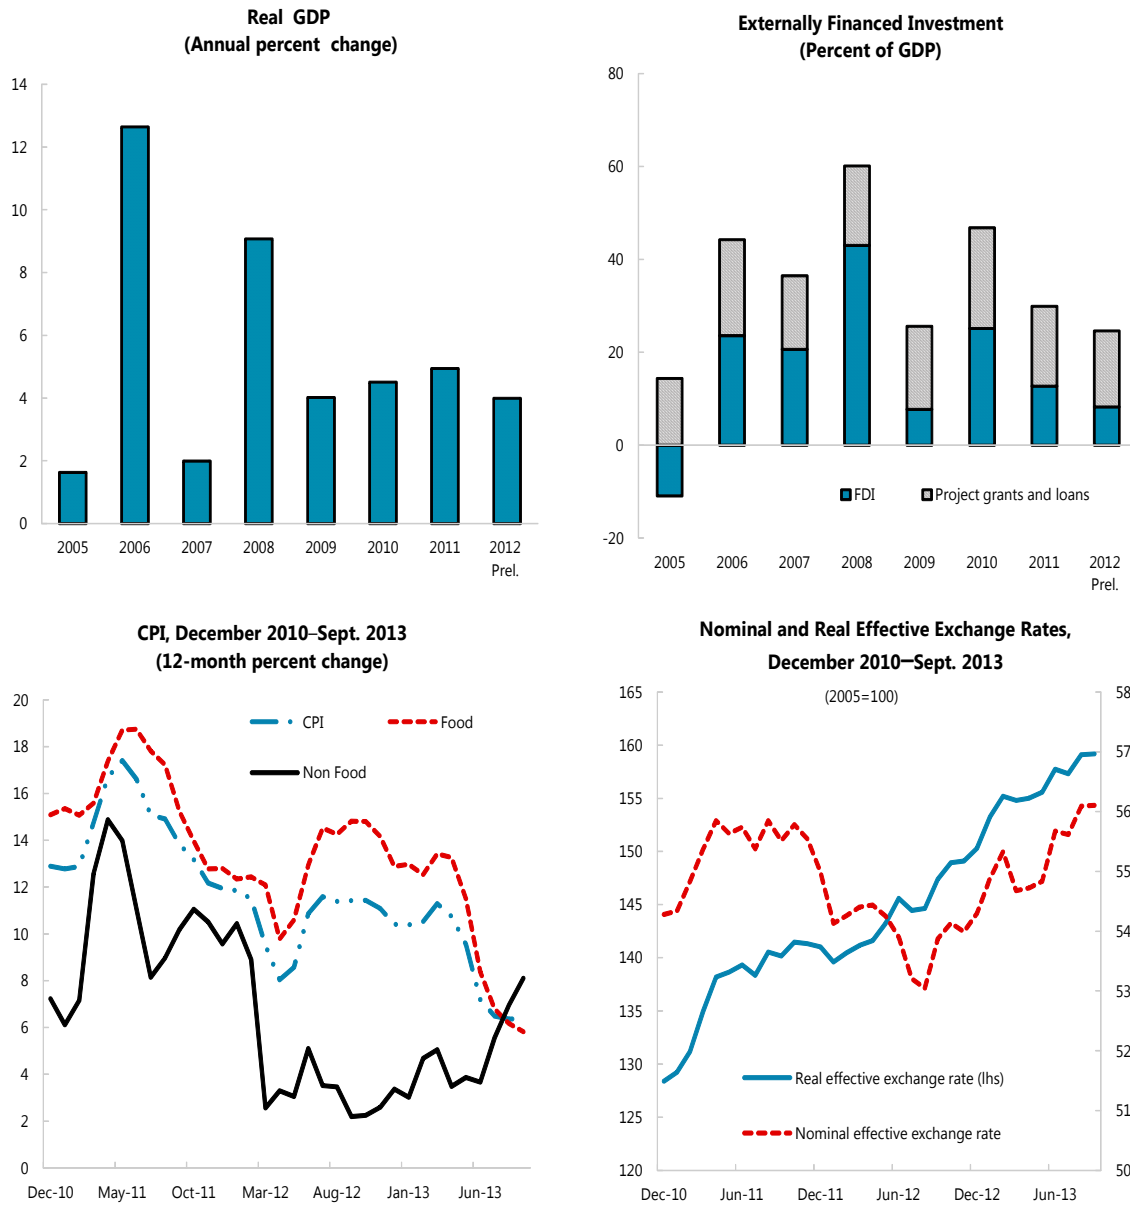 Real GDP
(Annual percent change)
14
12
10
8
6
4
2
0
2005 2006 2007 2008 2009 2010 2011 2012
Prel.
Externally Financed Investment
(Percent of GDP)
80
60
40
20
0
-20
FDI Project grants and loans
2005 2006 2007 2008 2009 2010 2011 2012
Prel.
CPI, December 2010–Sept. 2013
(12-month percent change)
20
18
16
14
12
10
8
6
4
2
0
CPI Food
Non Food
Dec-10 May-11 Oct-11 Mar-12 Aug-12 Jan-13 Jun-13
Nominal and Real Effective Exchange Rates,
December 2010—Sept. 2013
(2005=100)
165
160
155
150
145
140
135
130
125
120
58
57
56
55
54
53
52
51
50
Real effective exchange rate (lhs)
Nominal effective exchange rate
Dec-10 Jun-11 Dec-11 Jun-12 Dec-12 Jun-13